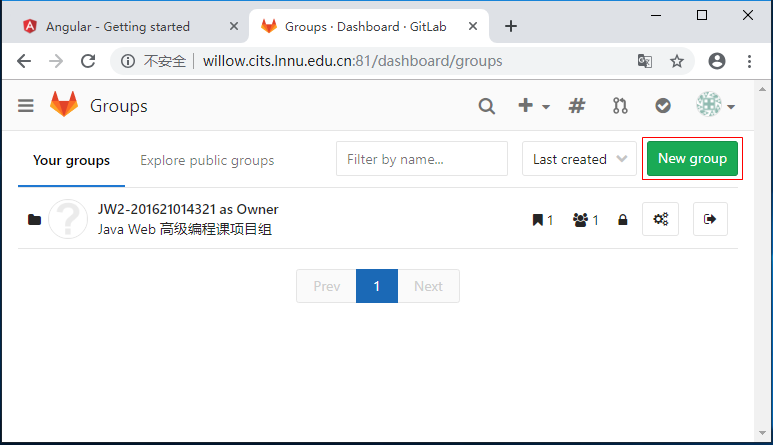 Angular - Getting started
Groups · Dashboard · GitLab
不安全 willow.cits.lnnu.edu.cn:81/dashboard/groups
Groups
Your groups Explore public groups Filter by name... Last created New group
JW2-201621014321 as Owner
Java Web 高级编程课项目组
1 1
Prev 1 Next